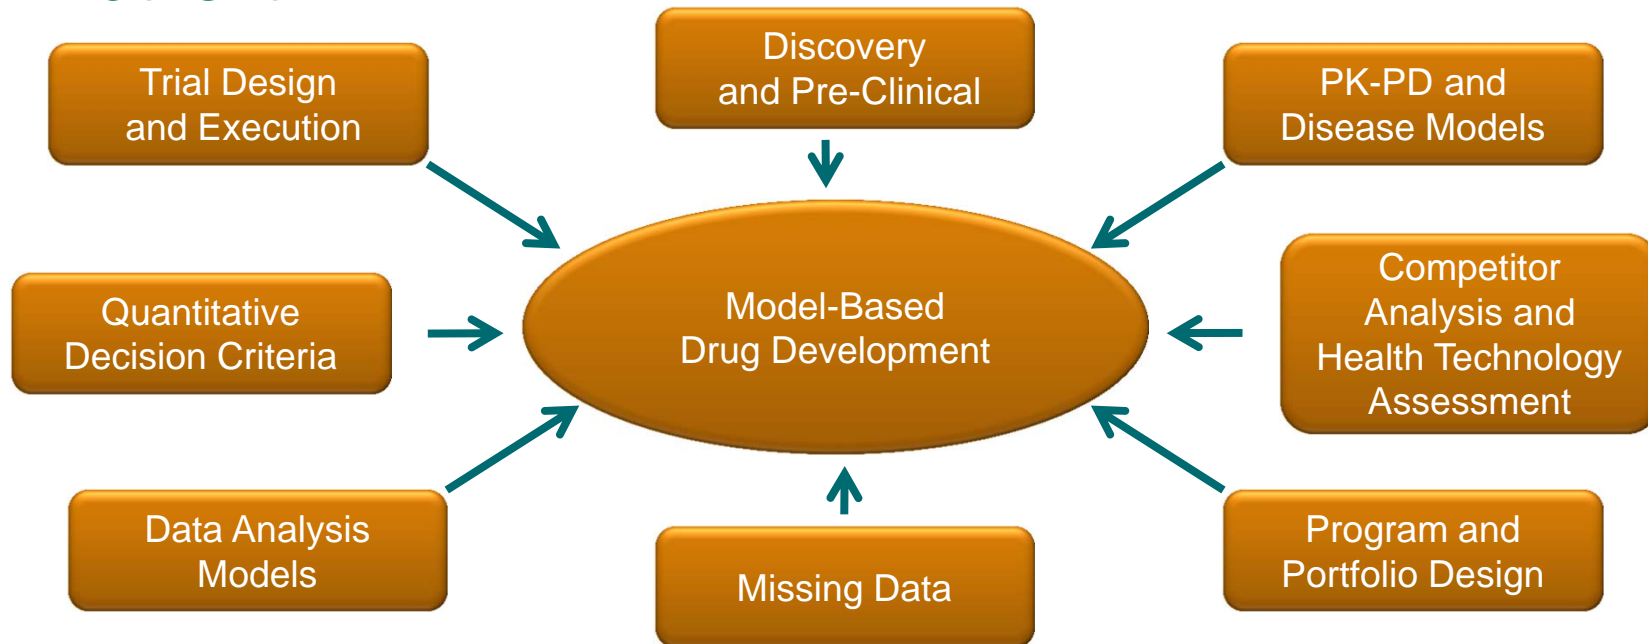 Discovery
and Pre-Clinical
Trial Design
and Execution
PK-PD and
Disease Models
Quantitative
Decision Criteria
Model-Based
Drug Development
Competitor
Analysis and
Health Technology
Assessment
Data Analysis
Models
Missing Data
Program and
Portfolio Design